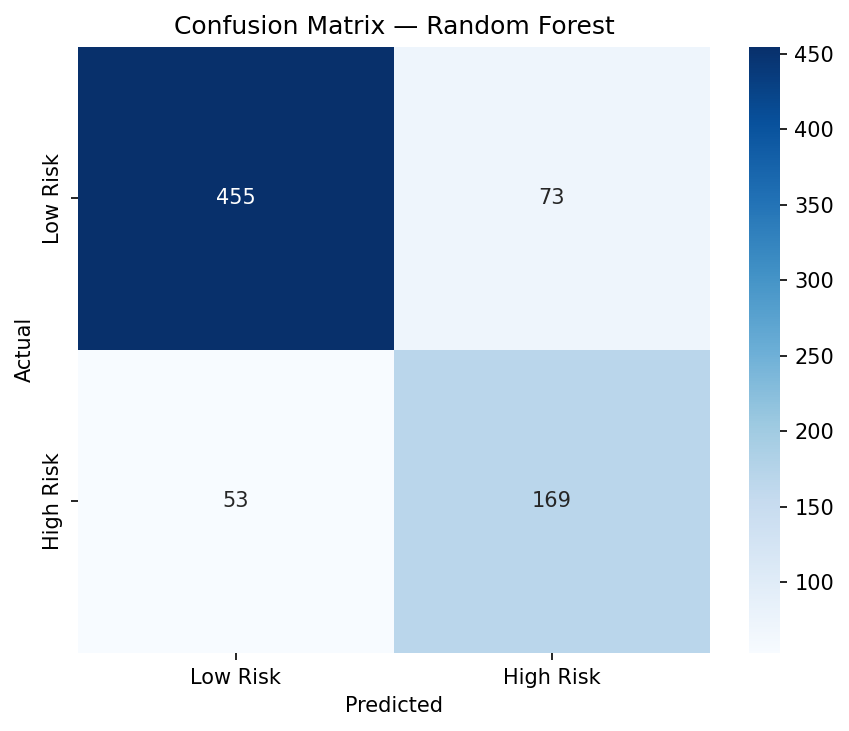 Confusion Matrix — Random Forest
Actual
Low Risk
High Risk
455
73
53
169
Low Risk
High Risk
Predicted
450
400
350
300
250
200
150
100